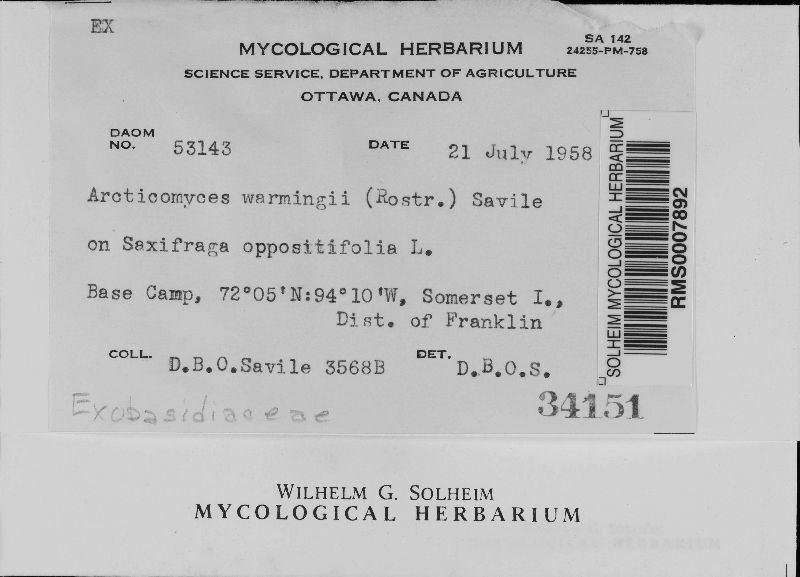 EX
SA 142
24255-PM-758
MYCOLOGICAL HERBARIUM
SCIENCE SERVICE, DEPARTMENT OF AGRICULTURE
OTTAWA, CANADA
DAOM NO. 53143 DATE 21 July 1958
Arcticomyces warmingii (Rostr.) Savile
on Saxifraga oppositifolia L.
Base Camp, 72°05'N:94°10'W, Somerset I.,
Dist. of Franklin
COLL. D.B.O.Savile 3568B DET. D.B.O.S.
Exobasidiaceae
34151
SOLHEIM MYCOLOGICAL HERBARIUM
RMS0007892
WILHELM G. SOLHEIM
MYCOLOGICAL HERBARIUM